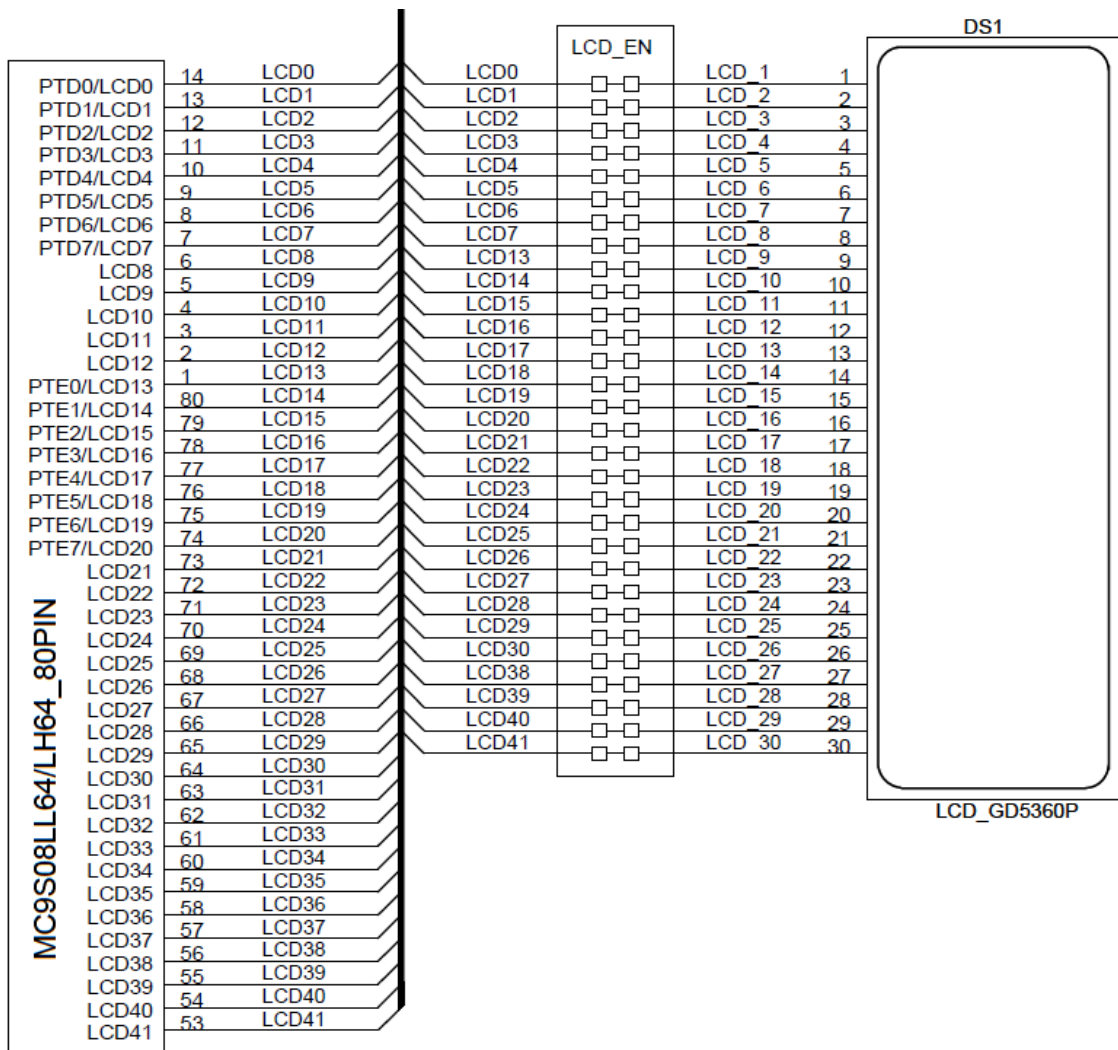 DS1
LCD_EN
PTD0/LCD0 14 LCD0 LCD0 LCD_1 1
PTD1/LCD1 13 LCD1 LCD1 LCD_2 2
PTD2/LCD2 12 LCD2 LCD2 LCD_3 3
PTD3/LCD3 11 LCD3 LCD3 LCD_4 4
PTD4/LCD4 10 LCD4 LCD4 LCD_5 5
PTD5/LCD5 9 LCD5 LCD5 LCD_6 6
PTD6/LCD6 8 LCD6 LCD6 LCD_7 7
PTD7/LCD7 7 LCD7 LCD7 LCD_8 8
LCD8 6 LCD8 LCD13 LCD_9 9
LCD9 5 LCD9 LCD14 LCD_10 10
LCD10 4 LCD10 LCD15 LCD_11 11
LCD11 3 LCD11 LCD16 LCD_12 12
LCD12 2 LCD12 LCD17 LCD_13 13
PTE0/LCD13 1 LCD13 LCD18 LCD_14 14
PTE1/LCD14 80 LCD14 LCD19 LCD_15 15
PTE2/LCD15 79 LCD15 LCD20 LCD_16 16
PTE3/LCD16 78 LCD16 LCD21 LCD_17 17
PTE4/LCD17 77 LCD17 LCD22 LCD_18 18
PTE5/LCD18 76 LCD18 LCD23 LCD_19 19
PTE6/LCD19 75 LCD19 LCD24 LCD_20 20
PTE7/LCD20 74 LCD20 LCD25 LCD_21 21
LCD21 73 LCD21 LCD26 LCD_22 22
LCD22 72 LCD22 LCD27 LCD_23 23
LCD23 71 LCD23 LCD28 LCD_24 24
LCD24 70 LCD24 LCD29 LCD_25 25
LCD25 69 LCD25 LCD30 LCD_26 26
LCD26 68 LCD26 LCD38 LCD_27 27
LCD27 67 LCD27 LCD39 LCD_28 28
LCD28 66 LCD28 LCD40 LCD_29 29
LCD29 65 LCD29 LCD41 LCD_30 30
LCD30 64 LCD30
LCD31 63 LCD31
LCD32 62 LCD32
LCD33 61 LCD33
LCD34 60 LCD34
LCD35 59 LCD35
LCD36 58 LCD36
LCD37 57 LCD37
LCD38 56 LCD38
LCD39 55 LCD39
LCD40 54 LCD40
LCD41 53 LCD41
MC9S08LL64/LH64_80PIN
LCD_GD5360P